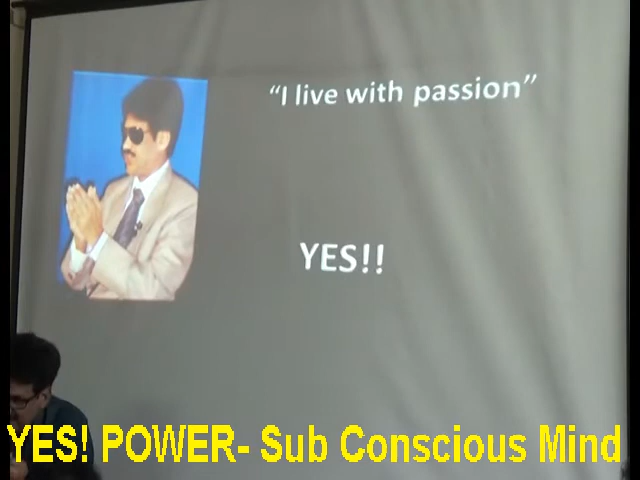 “I live with passion”
YES!!
YES! POWER- Sub Conscious Mind